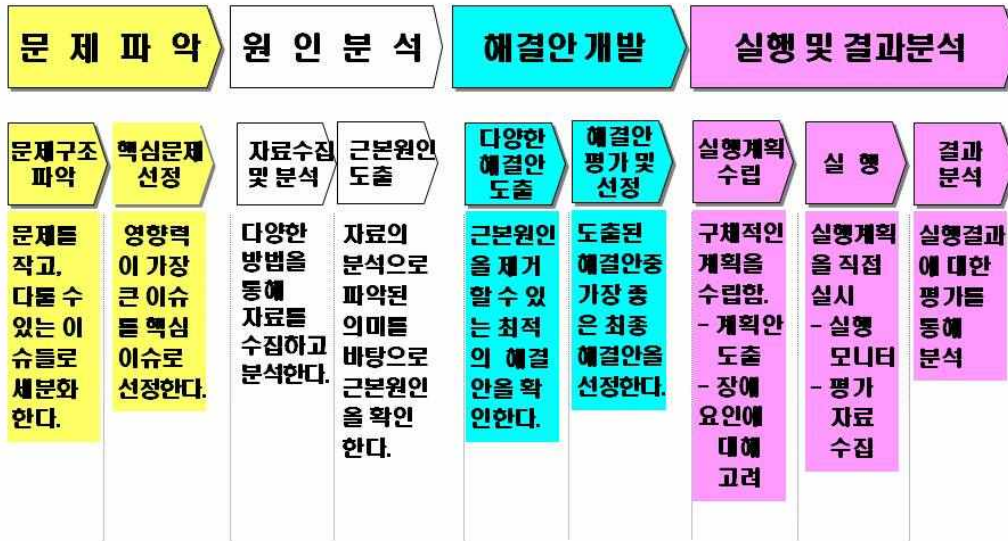 문 제 파 악
원 인 분 석
해결안 개발
실행 및 결과분석
문제구조
파악
핵심문제
선정
자료수집
및 분석
근본원인
도출
다양한
해결안
도출
해결안
평가 및
선정
실행계획
수립
실 행
결과
분석
문제를
작고,
다룰 수
있는 이
슈들로
세분화
한다.
영향력
이 가장
큰 이슈
를 핵심
이슈로
선정한다.
다양한
방법을
통해
자료를
수집하고
분석한다.
자료의
분석으로
파악된
의미를
바탕으로
근본원인
을 확인
한다.
근본원인
을 제거
할 수 있
는 최적
의 해결
안을 확
인한다.
도출된
해결안중
가장 좋
은 최종
해결안을
선정한다.
구체적인
계획을
수립함.
- 계획안
도출
- 장애
요인에
대해
고려
실행계획
을 직접
실시
- 실행
모니터
- 평가
자료
수집
실행결과
에 대한
평가를
통해
분석